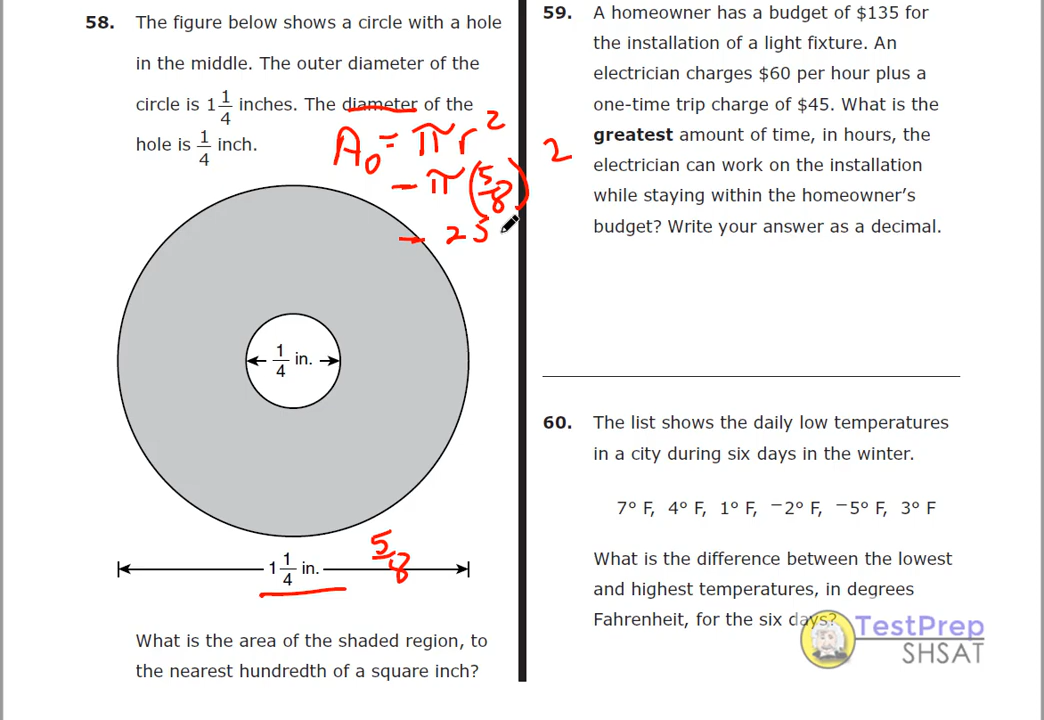 58. The figure below shows a circle with a hole
in the middle. The outer diameter of the
circle is 1 1/4 inches. The diameter of the
hole is 1/4 inch.
A₀ = πr²
= π(5/8)²
= 25
1/4 in.
1 1/4 in.
5/8
What is the area of the shaded region, to
the nearest hundredth of a square inch?
59. A homeowner has a budget of $135 for
the installation of a light fixture. An
electrician charges $60 per hour plus a
one-time trip charge of $45. What is the
greatest amount of time, in hours, the
electrician can work on the installation
while staying within the homeowner's
budget? Write your answer as a decimal.
60. The list shows the daily low temperatures
in a city during six days in the winter.
7° F, 4° F, 1° F, ⁻2° F, ⁻5° F, 3° F
What is the difference between the lowest
and highest temperatures, in degrees
Fahrenheit, for the six days?
TestPrep
SHSAT